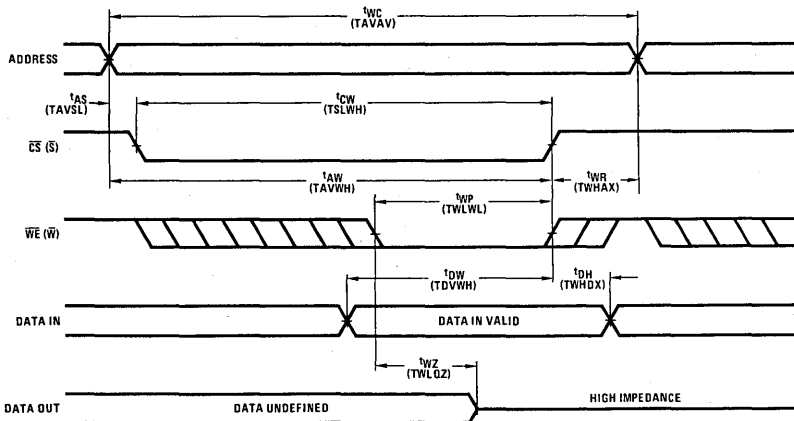 tWC
(TAVAV)
ADDRESS
tAS
(TAVSL)
tCW
(TSLWH)
CS (S)
tAW
(TAVWH)
tWR
(TWHAX)
tWP
(TWLWL)
WE (W)
tDW
(TDVWH)
tDH
(TWHDX)
DATA IN
DATA IN VALID
tWZ
(TWLQZ)
DATA OUT
DATA UNDEFINED
HIGH IMPEDANCE